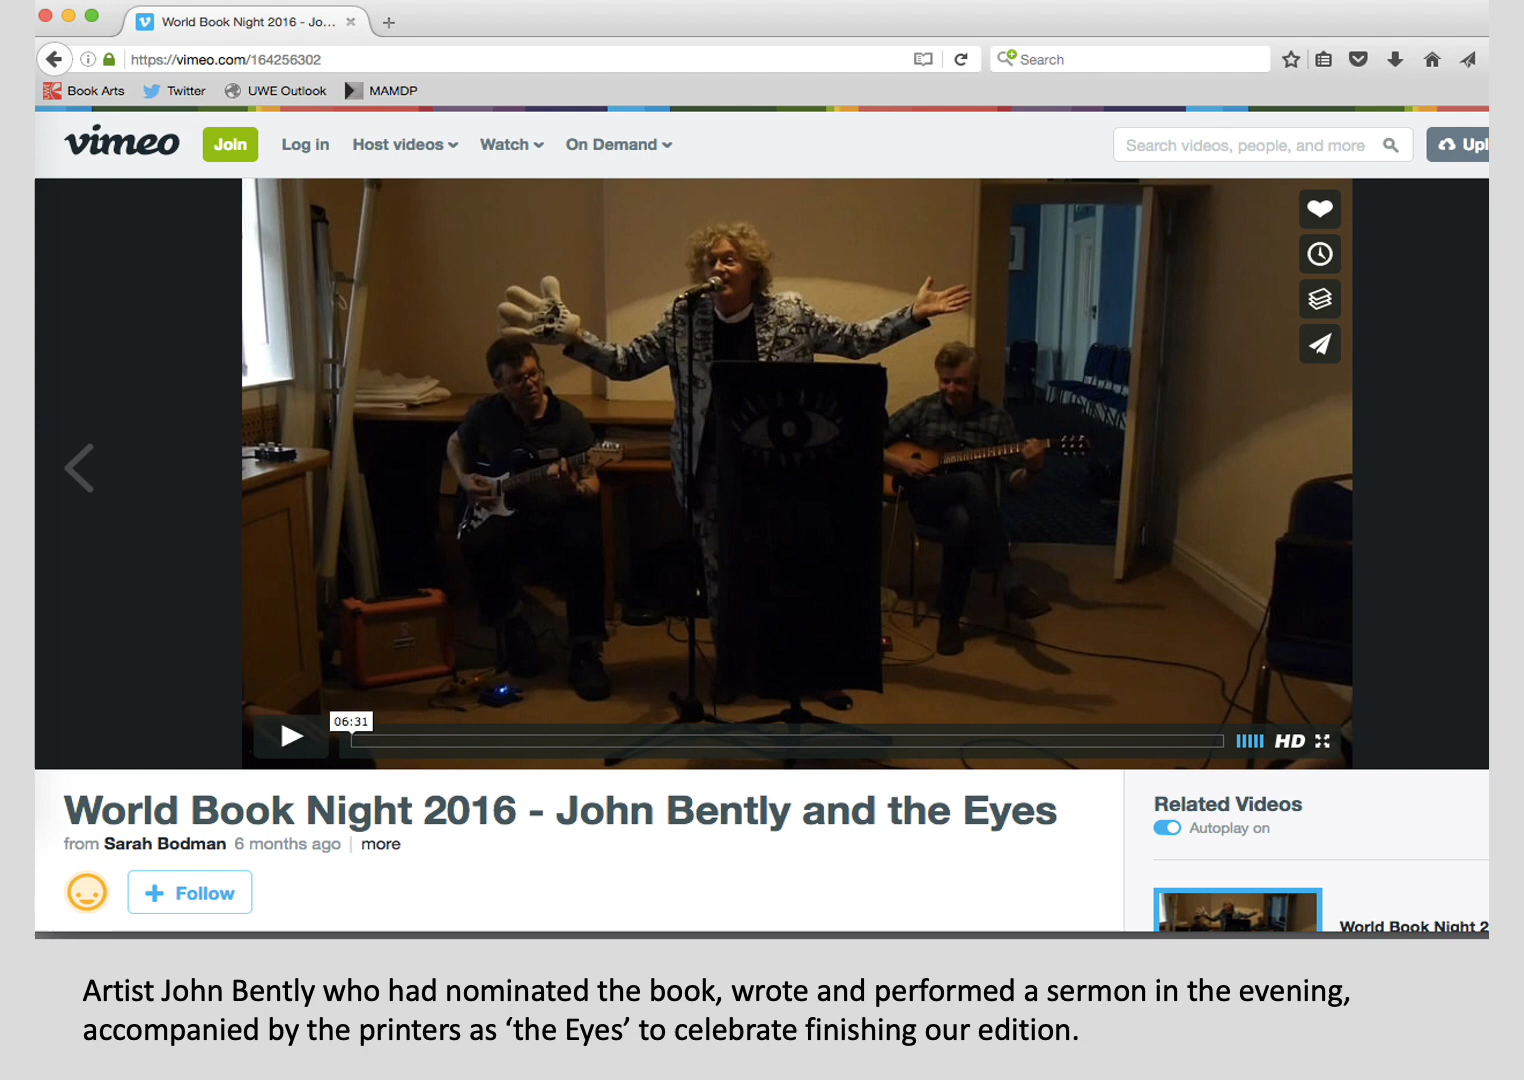 World Book Night 2016 - Jo...
https://vimeo.com/164256302
Search
Book Arts
Twitter
UWE Outlook
MAMDP
vimeo
Join
Log in
Host videos
Watch
On Demand
Search videos, people, and more
Upl
06:31
HD
World Book Night 2016 - John Bently and the Eyes
from Sarah Bodman 6 months ago | more
+ Follow
Related Videos
Autoplay on
World Book Night 2
Artist John Bently who had nominated the book, wrote and performed a sermon in the evening,
accompanied by the printers as ‘the Eyes’ to celebrate finishing our edition.